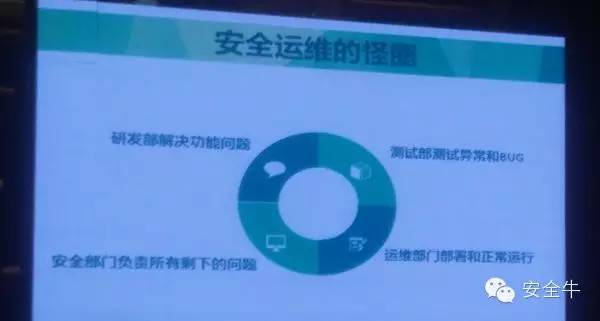 安全运维的怪圈
研发部解决功能问题
测试部测试异常和BUG
安全部门负责所有剩下的问题
运维部门部署和正常运行
安全牛